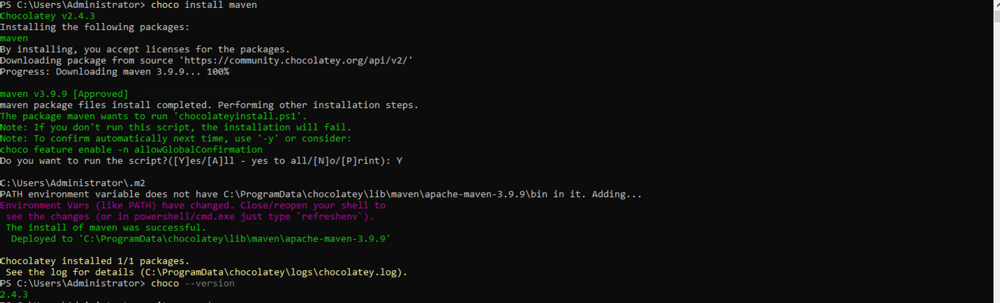 PS C:\Users\Administrator> choco install maven
Chocolatey v2.4.3
Installing the following packages:
maven
By installing, you accept licenses for the packages.
Downloading package from source 'https://community.chocolatey.org/api/v2/'
Progress: Downloading maven 3.9.9... 100%
maven v3.9.9 [Approved]
maven package files install completed. Performing other installation steps.
The package maven wants to run 'chocolateyinstall.ps1'.
Note: If you don't run this script, the installation will fail.
Note: To confirm automatically next time, use '-y' or consider:
choco feature enable -n allowGlobalConfirmation
Do you want to run the script?([Y]es/[A]ll - yes to all/[N]o/[P]rint): Y
C:\Users\Administrator\.m2
PATH environment variable does not have C:\ProgramData\chocolatey\lib\maven\apache-maven-3.9.9\bin in it. Adding...
Environment Vars (like PATH) have changed. Close/reopen your shell to
see the changes (or in powershell/cmd.exe just type `refreshenv`).
The install of maven was successful.
Deployed to 'C:\ProgramData\chocolatey\lib\maven\apache-maven-3.9.9'
Chocolatey installed 1/1 packages.
See the log for details (C:\ProgramData\chocolatey\logs\chocolatey.log).
PS C:\Users\Administrator> choco --version
2.4.3